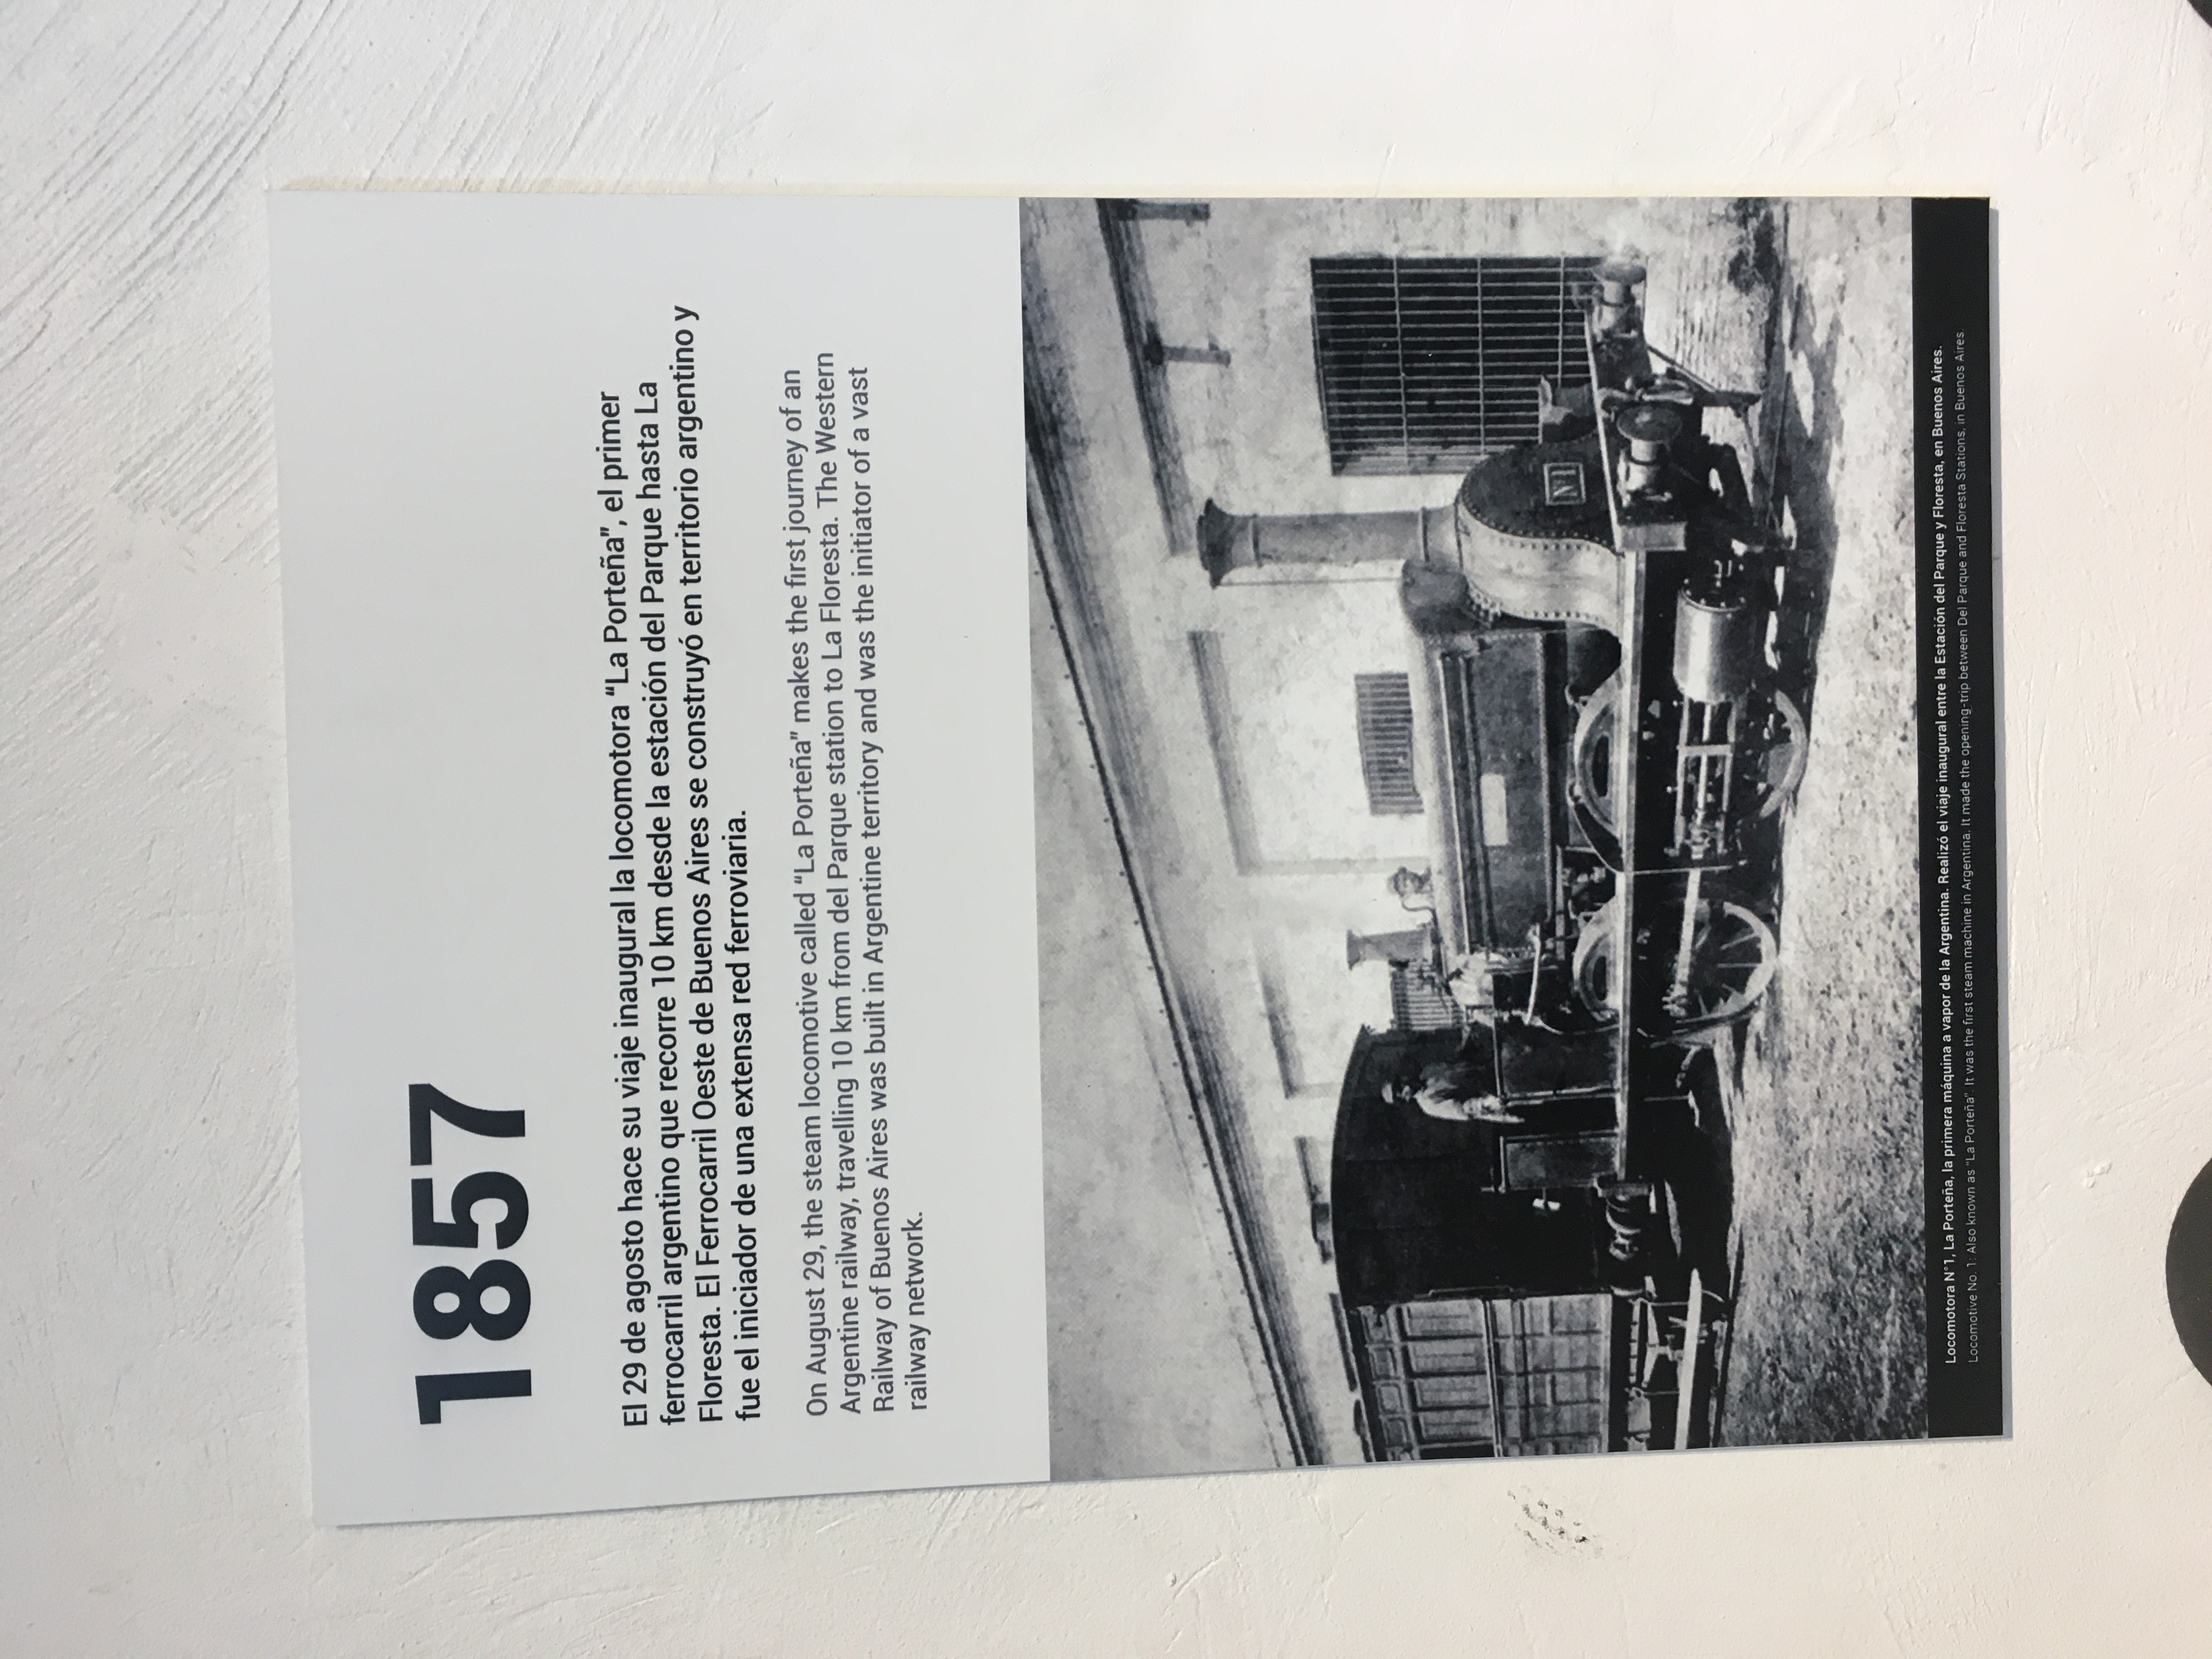 1857
El 29 de agosto hace su viaje inaugural la locomotora “La Porteña”, el primer
ferrocarril argentino que recorre 10 km desde la estación del Parque hasta La
Floresta. El Ferrocarril Oeste de Buenos Aires se construyó en territorio argentino y
fue el iniciador de una extensa red ferroviaria.
On August 29, the steam locomotive called “La Porteña” makes the first journey of an
Argentine railway, travelling 10 km from del Parque station to La Floresta. The Western
Railway of Buenos Aires was built in Argentine territory and was the initiator of a vast
railway network.
N 1
Locomotora N°1, La Porteña, la primera máquina a vapor de la Argentina. Realizó el viaje inaugural entre la Estación del Parque y Floresta, en Buenos Aires.
Locomotive No. 1: Also known as “La Porteña”. It was the first steam machine in Argentina. It made the opening-trip between Del Parque and Floresta Stations, in Buenos Aires.